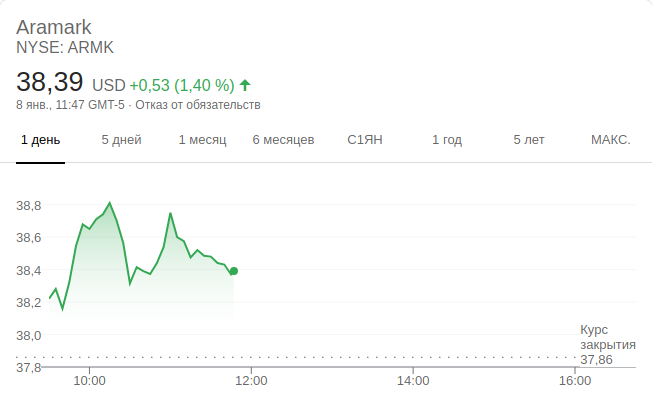 Aramark
NYSE: ARMK
38,39 USD +0,53 (1,40 %)
8 янв., 11:47 GMT-5 · Отказ от обязательств
1 день 5 дней 1 месяц 6 месяцев С1ЯН 1 год 5 лет МАКС.
38,8
38,6
38,4
38,2
38,0
37,8
Курс
закрытия
37,86
10:00 12:00 14:00 16:00